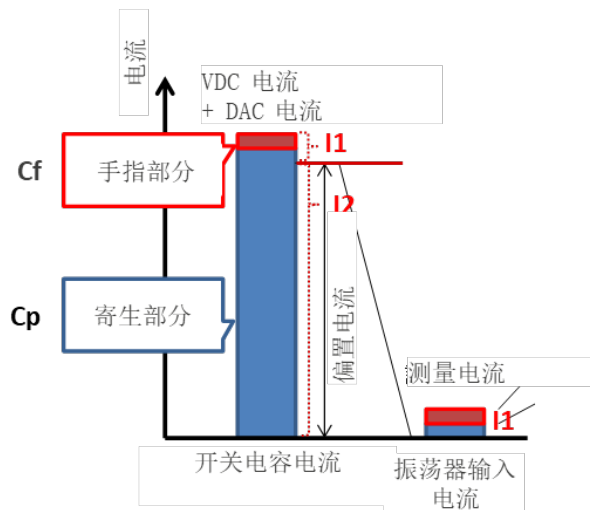 电流
VDC 电流
+ DAC 电流
I1
Cf
手指部分
I2
Cp
寄生部分
偏置电流
测量电流
I1
开关电容电流
振荡器输入
电流